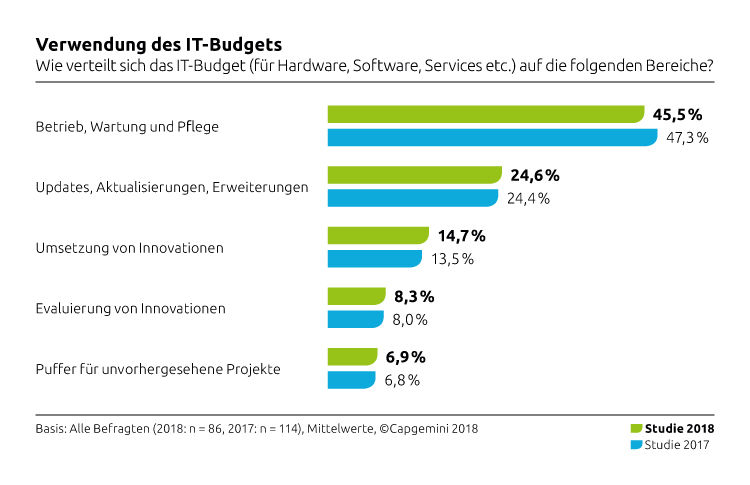 Verwendung des IT-Budgets
Wie verteilt sich das IT-Budget (für Hardware, Software, Services etc.) auf die folgenden Bereiche?
Betrieb, Wartung und Pflege
45,5 %
47,3 %
Updates, Aktualisierungen, Erweiterungen
24,6 %
24,4 %
Umsetzung von Innovationen
14,7 %
13,5 %
Evaluierung von Innovationen
8,3 %
8,0 %
Puffer für unvorhergesehene Projekte
6,9 %
6,8 %
Basis: Alle Befragten (2018: n = 86, 2017: n = 114), Mittelwerte, ©Capgemini 2018
Studie 2018
Studie 2017